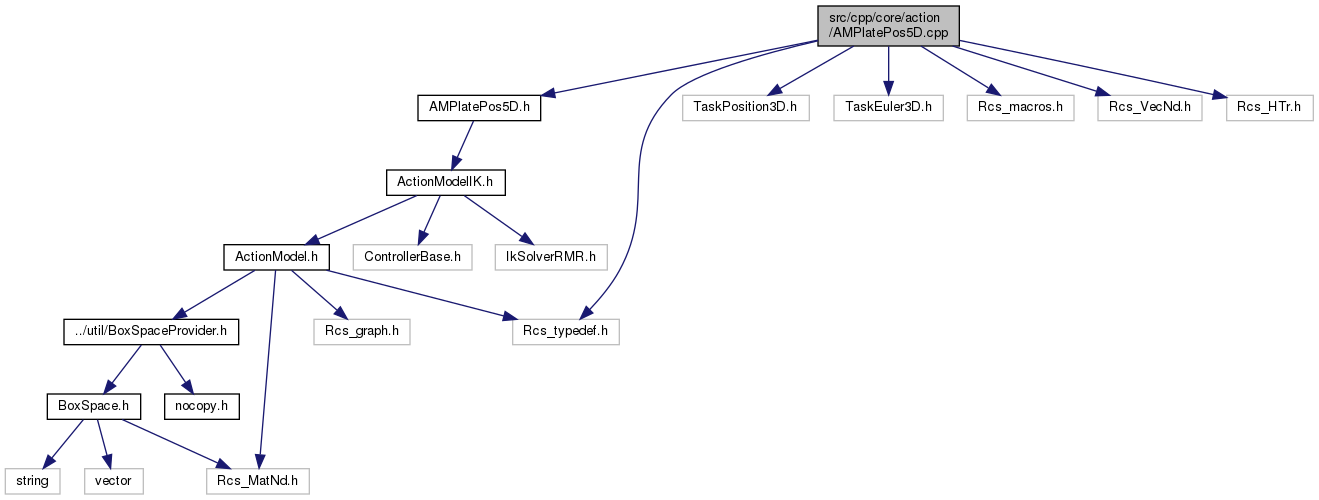 src/cpp/core/action
/AMPlatePos5D.cpp
AMPlatePos5D.h
TaskPosition3D.h
TaskEuler3D.h
Rcs_macros.h
Rcs_VecNd.h
Rcs_HTr.h
ActionModelIK.h
ActionModel.h
ControllerBase.h
IkSolverRMR.h
../util/BoxSpaceProvider.h
Rcs_graph.h
Rcs_typedef.h
BoxSpace.h
nocopy.h
string
vector
Rcs_MatNd.h